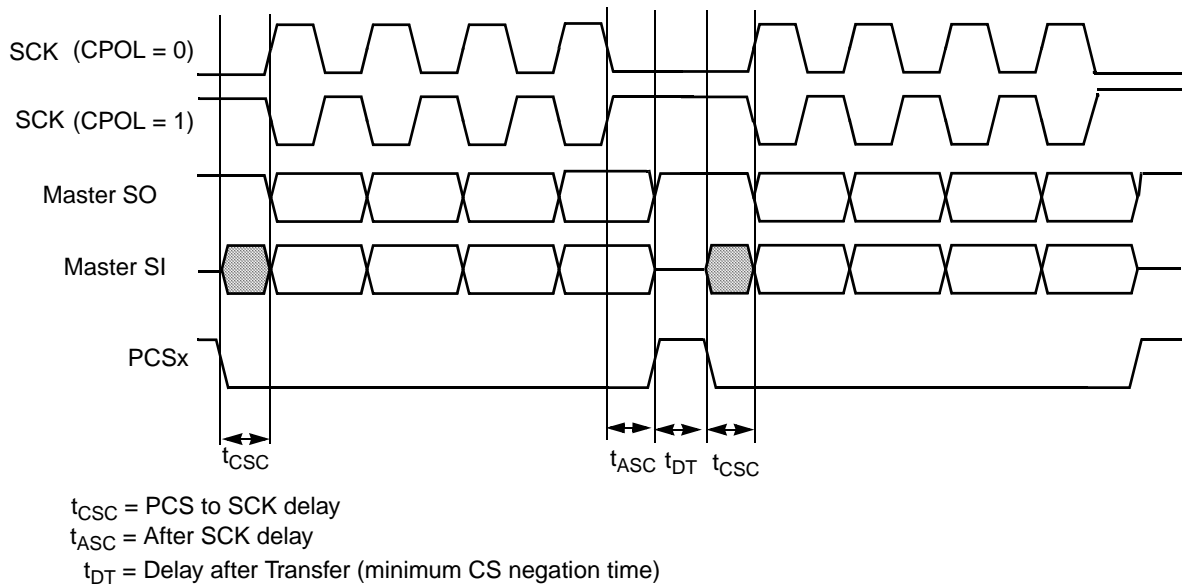 SCK (CPOL = 0)
SCK (CPOL = 1)
Master SO
Master SI
PCSx
tCSC
tASC tDT tCSC
tCSC = PCS to SCK delay
tASC = After SCK delay
tDT = Delay after Transfer (minimum CS negation time)